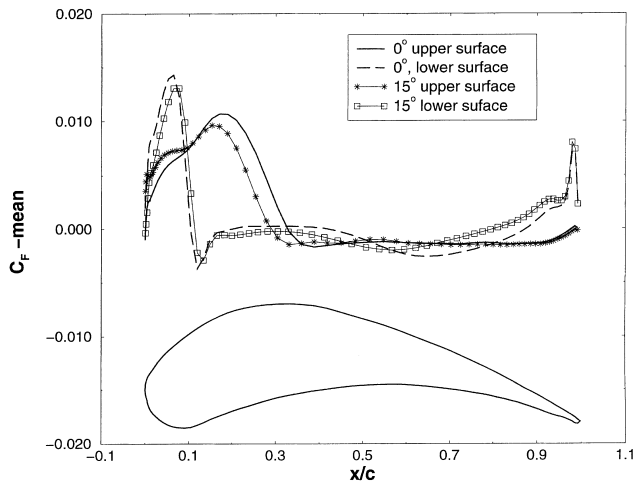 0.020
0.010
0.000
−0.010
−0.020
C_F −mean
0° upper surface
0°, lower surface
15° upper surface
15° lower suface
−0.1
0.1
0.3
0.5
0.7
0.9
1.1
x/c